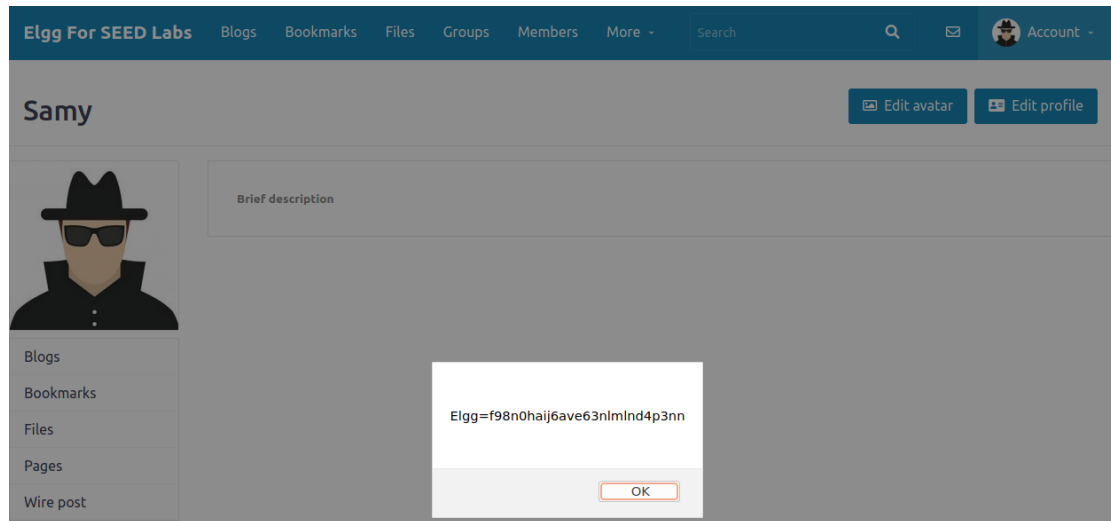 Elgg For SEED Labs Blogs Bookmarks Files Groups Members More Search Account
Samy
Edit avatar Edit profile
Brief description
Blogs
Bookmarks
Files
Pages
Wire post
Elgg=f98n0haij6ave63nlmlnd4p3nn
OK